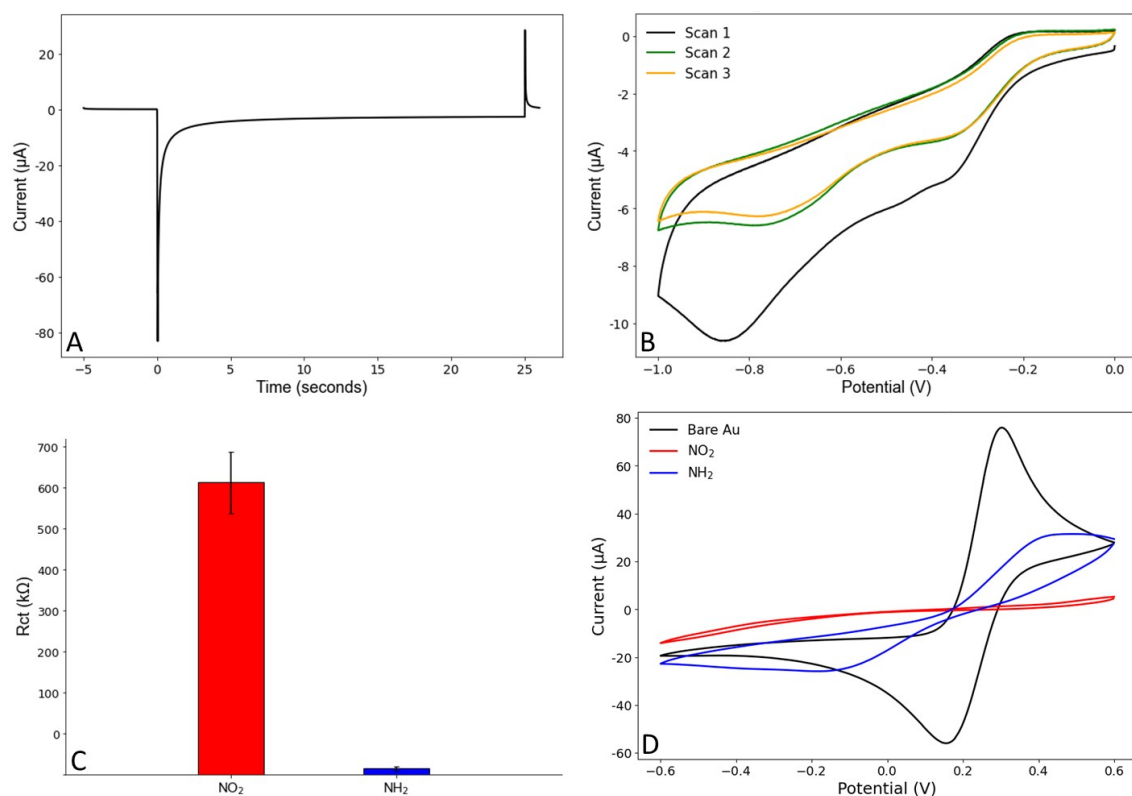 20
0
-20
-40
-60
-80
Current (µA)
A
−5
0
5
10
15
20
25
Time (seconds)
Scan 1
Scan 2
Scan 3
0
-2
-4
-6
-8
-10
Current (µA)
B
−1.0
−0.8
−0.6
−0.4
−0.2
0.0
Potential (V)
700
600
500
400
300
200
100
0
Rct (kΩ)
C
NO₂
NH₂
Bare Au
NO₂
NH₂
80
60
40
20
0
-20
-40
-60
Current (µA)
D
−0.6
−0.4
−0.2
0.0
0.2
0.4
0.6
Potential (V)